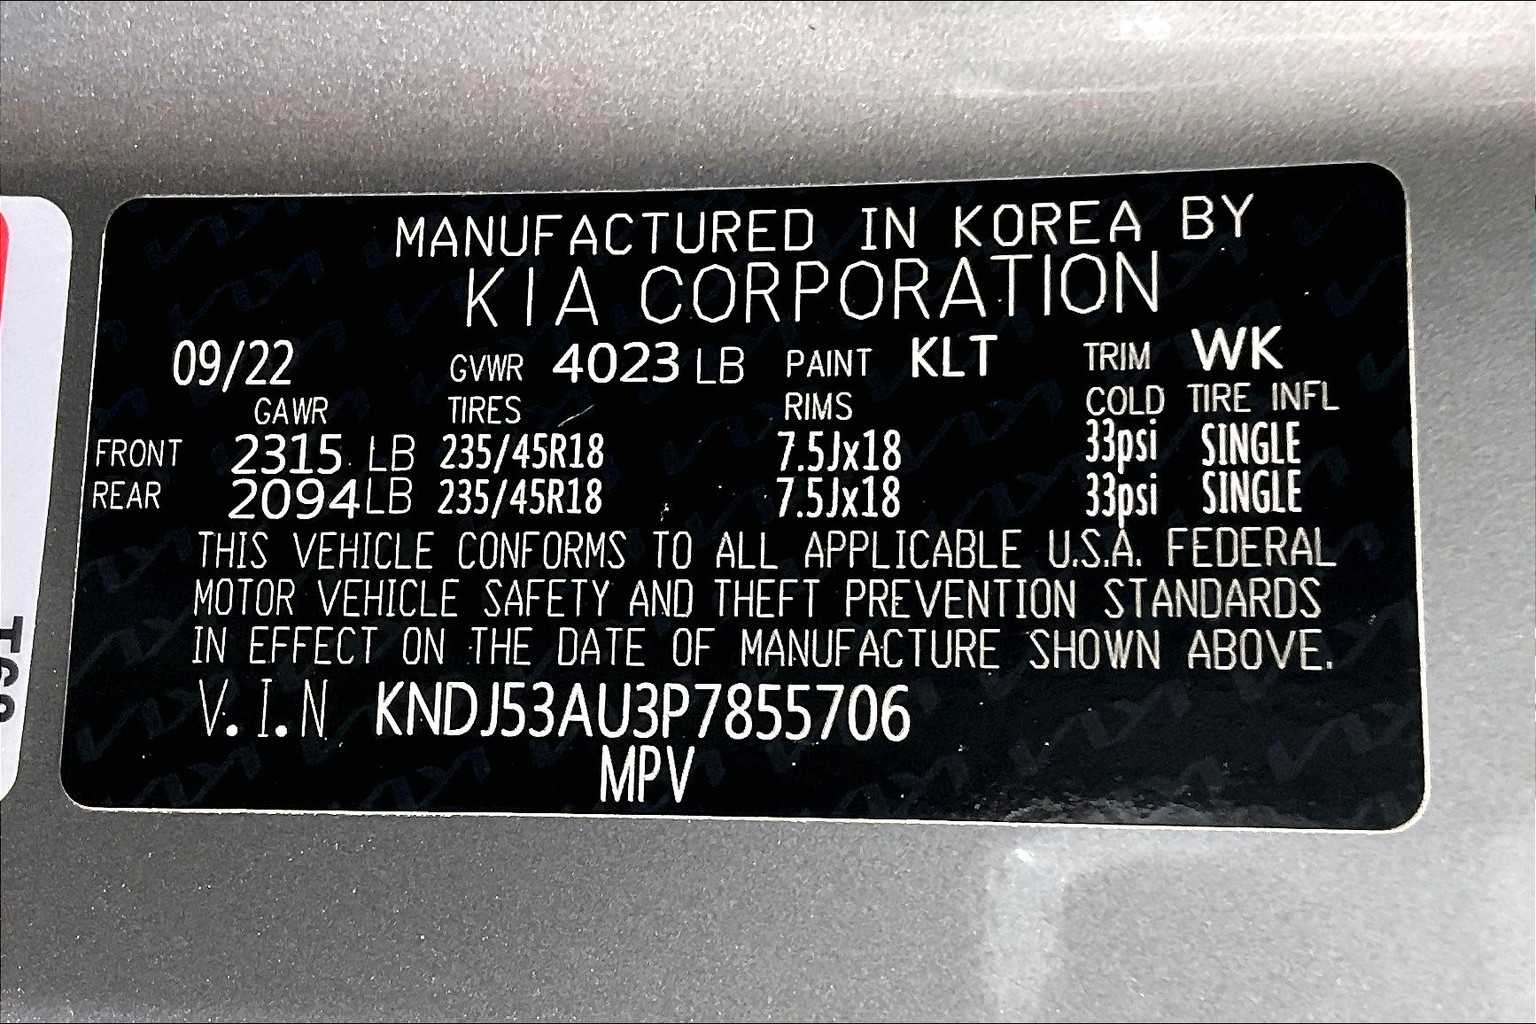 MANUFACTURED IN KOREA BY
KIA CORPORATION
09/22 GVWR 4023 LB PAINT KLT TRIM WK
GAWR TIRES RIMS COLD TIRE INFL
FRONT 2315 LB 235/45R18 7.5Jx18 33psi SINGLE
REAR 2094 LB 235/45R18 7.5Jx18 33psi SINGLE
THIS VEHICLE CONFORMS TO ALL APPLICABLE U.S.A. FEDERAL
MOTOR VEHICLE SAFETY AND THEFT PREVENTION STANDARDS
IN EFFECT ON THE DATE OF MANUFACTURE SHOWN ABOVE.
V.I.N KNDJ53AU3P7855706
MPV